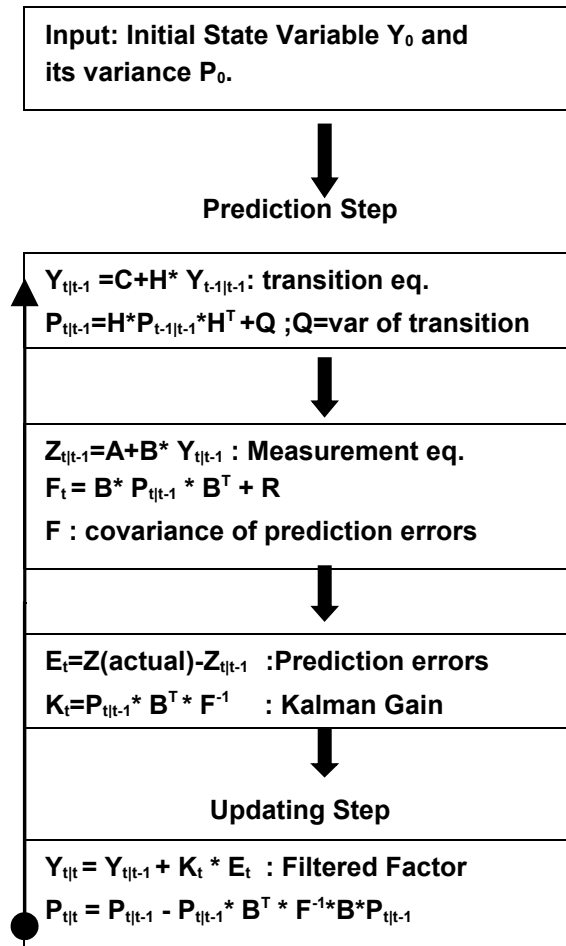 Input: Initial State Variable Y₀ and
its variance P₀.
Prediction Step
Yₜ|ₜ₋₁ =C+H* Yₜ₋₁|ₜ₋₁: transition eq.
Pₜ|ₜ₋₁=H*Pₜ₋₁|ₜ₋₁*Hᵀ +Q ;Q=var of transition
Zₜ|ₜ₋₁=A+B* Yₜ|ₜ₋₁ : Measurement eq.
Fₜ = B* Pₜ|ₜ₋₁ * Bᵀ + R
F : covariance of prediction errors
Eₜ=Z(actual)-Zₜ|ₜ₋₁ :Prediction errors
Kₜ=Pₜ|ₜ₋₁* Bᵀ * F⁻¹ : Kalman Gain
Updating Step
Yₜ|ₜ = Yₜ|ₜ₋₁ + Kₜ * Eₜ : Filtered Factor
Pₜ|ₜ = Pₜ|ₜ₋₁ - Pₜ|ₜ₋₁* Bᵀ * F⁻¹*B*Pₜ|ₜ₋₁